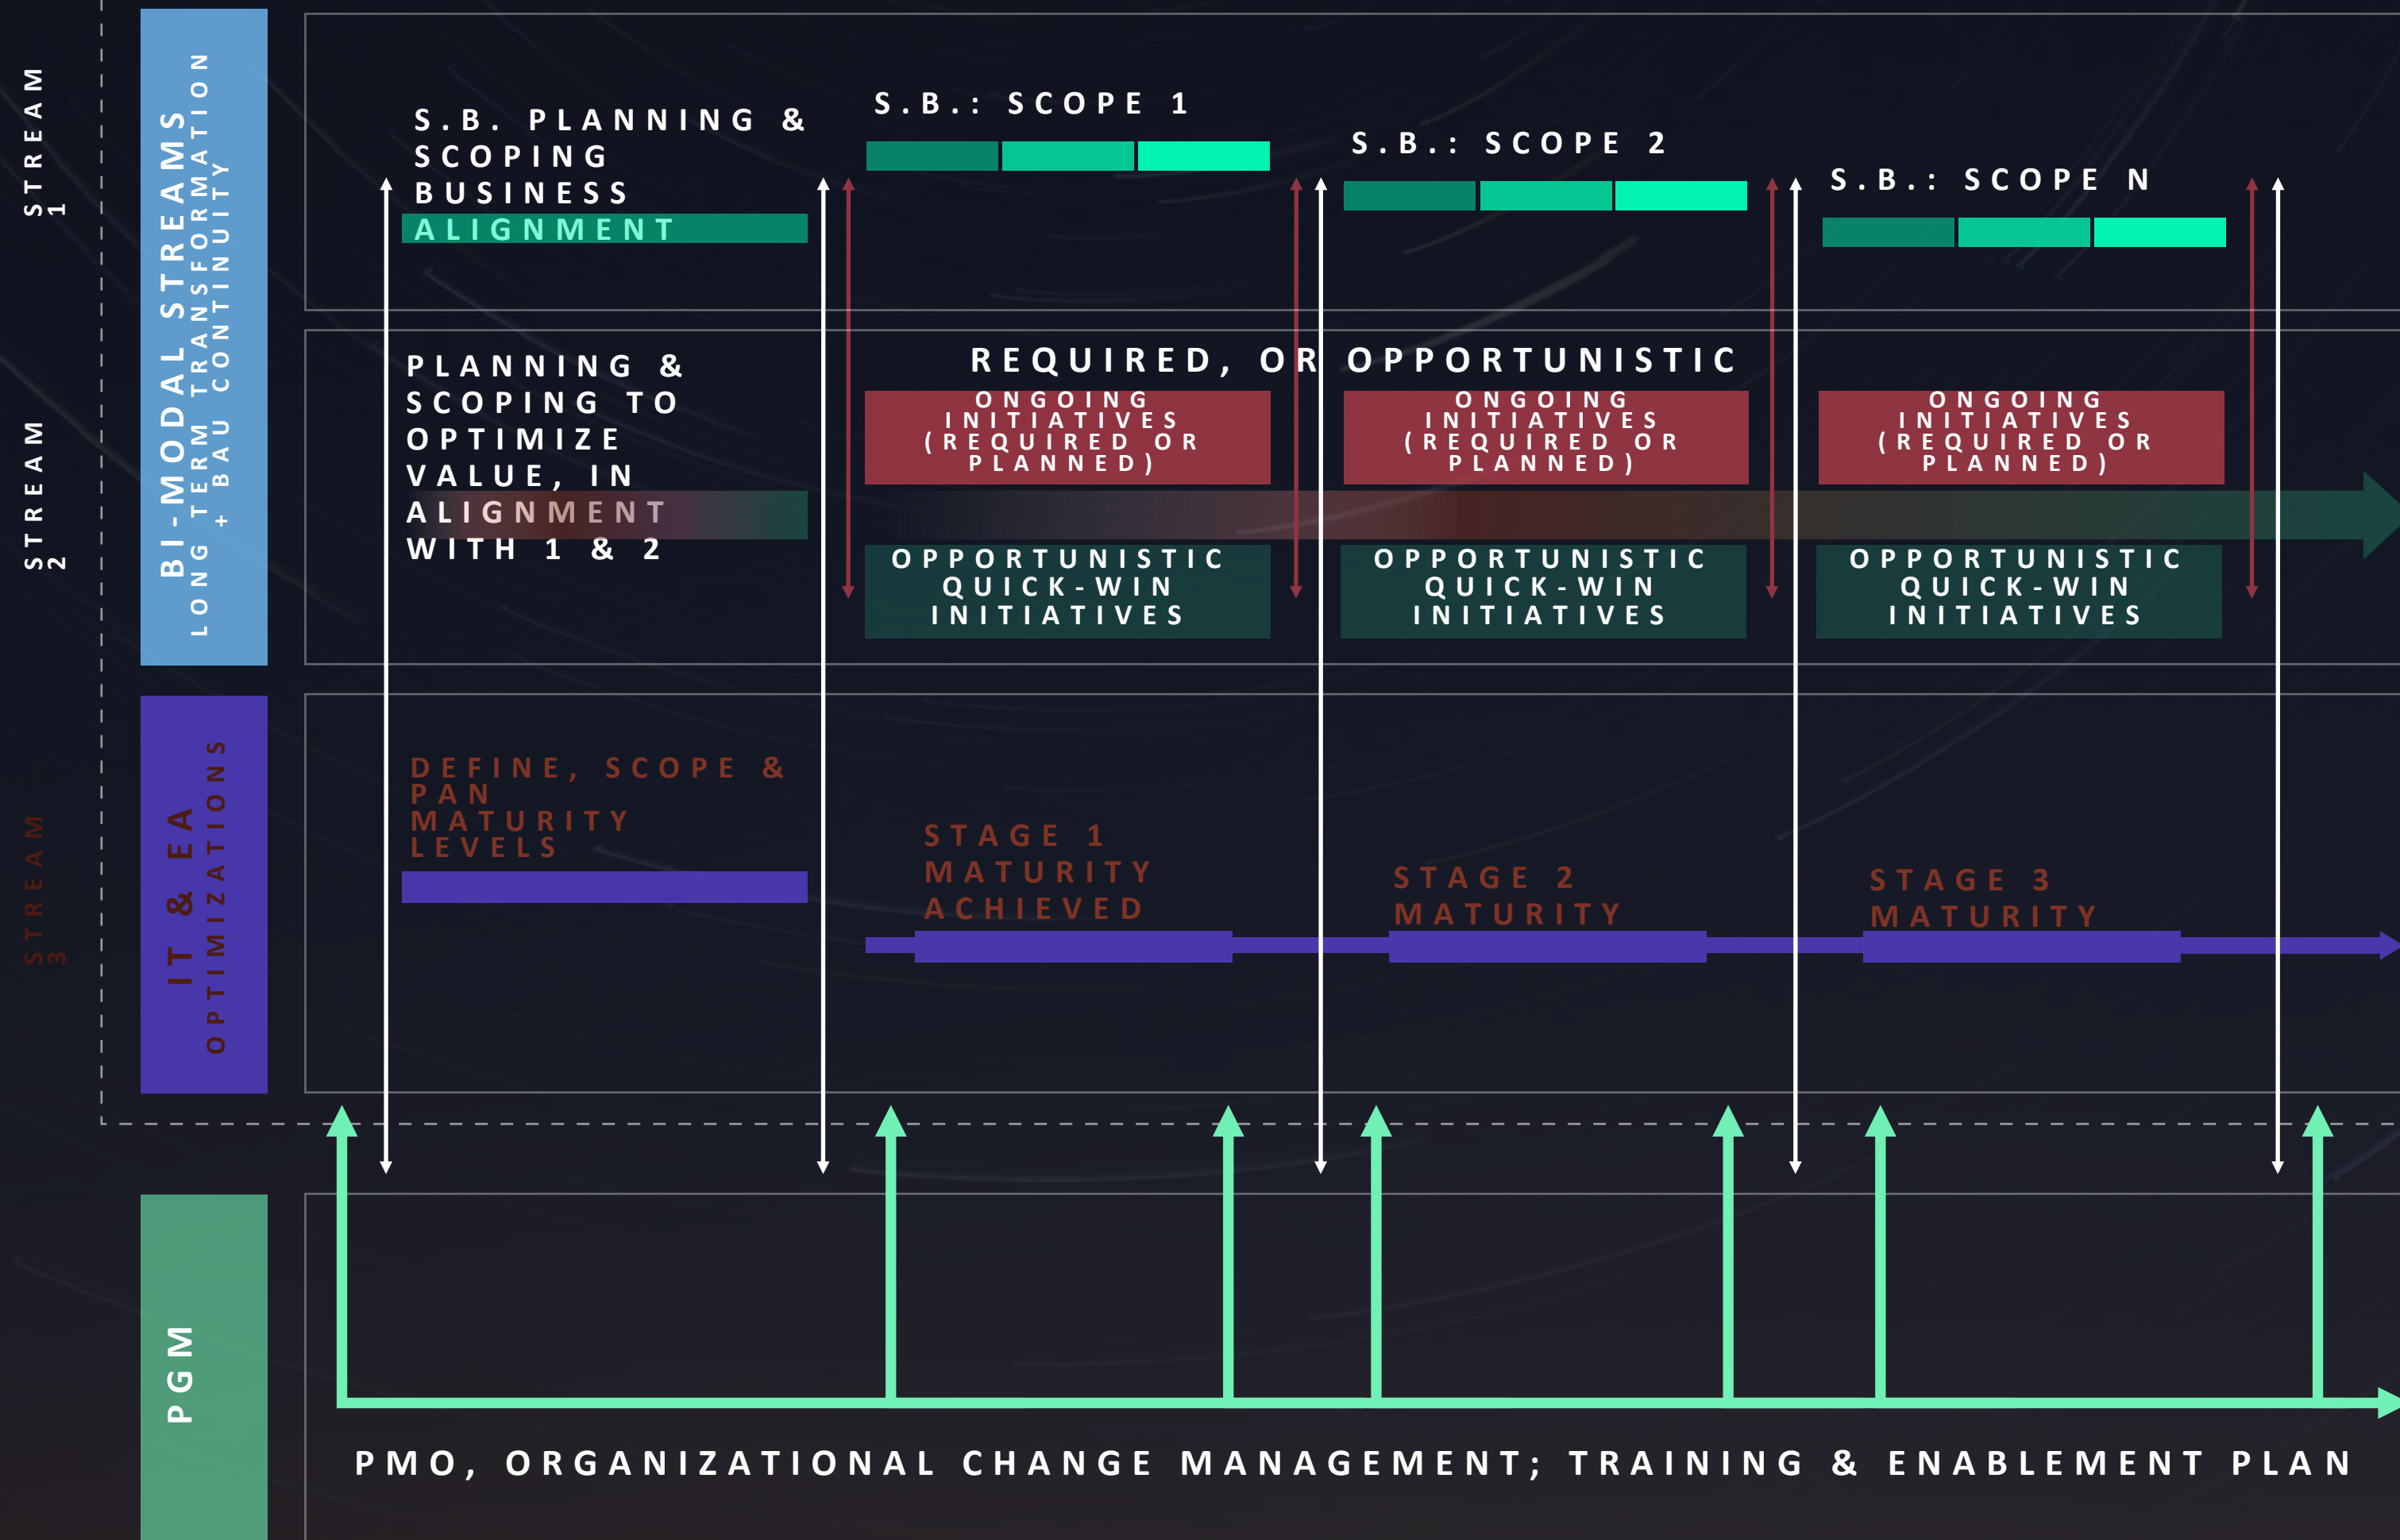 STREAM
1
BI-MODAL STREAMS
LONG TERM TRANSFORMATION
+ BAU CONTINUITY
S.B. PLANNING &
SCOPING
BUSINESS
ALIGNMENT
S.B.: SCOPE 1
S.B.: SCOPE 2
S.B.: SCOPE N
STREAM
2
PLANNING &
SCOPING TO
OPTIMIZE
VALUE, IN
ALIGNMENT
WITH 1 & 2
REQUIRED, OR OPPORTUNISTIC
ONGOING
INITIATIVES
(REQUIRED OR
PLANNED)
ONGOING
INITIATIVES
(REQUIRED OR
PLANNED)
ONGOING
INITIATIVES
(REQUIRED OR
PLANNED)
OPPORTUNISTIC
QUICK-WIN
INITIATIVES
OPPORTUNISTIC
QUICK-WIN
INITIATIVES
OPPORTUNISTIC
QUICK-WIN
INITIATIVES
STREAM
3
IT & EA
OPTIMIZATIONS
DEFINE, SCOPE &
PAN
MATURITY
LEVELS
STAGE 1
MATURITY
ACHIEVED
STAGE 2
MATURITY
STAGE 3
MATURITY
PGM
PMO, ORGANIZATIONAL CHANGE MANAGEMENT; TRAINING & ENABLEMENT PLAN